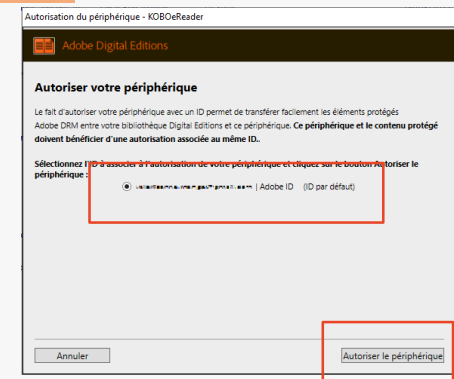 Autorisation du périphérique - KOBOeReader
Adobe Digital Editions
Autoriser votre périphérique
Le fait d'autoriser votre périphérique avec un ID permet de transférer facilement les éléments protégés
Adobe DRM entre votre bibliothèque Digital Editions et ce périphérique. Ce périphérique et le contenu protégé
doivent bénéficier d'une autorisation associée au même ID..
Sélectionnez l'ID à associer à l'autorisation de votre périphérique et cliquez sur le bouton Autoriser le
périphérique :
| Adobe ID (ID par défaut)
Annuler
Autoriser le périphérique